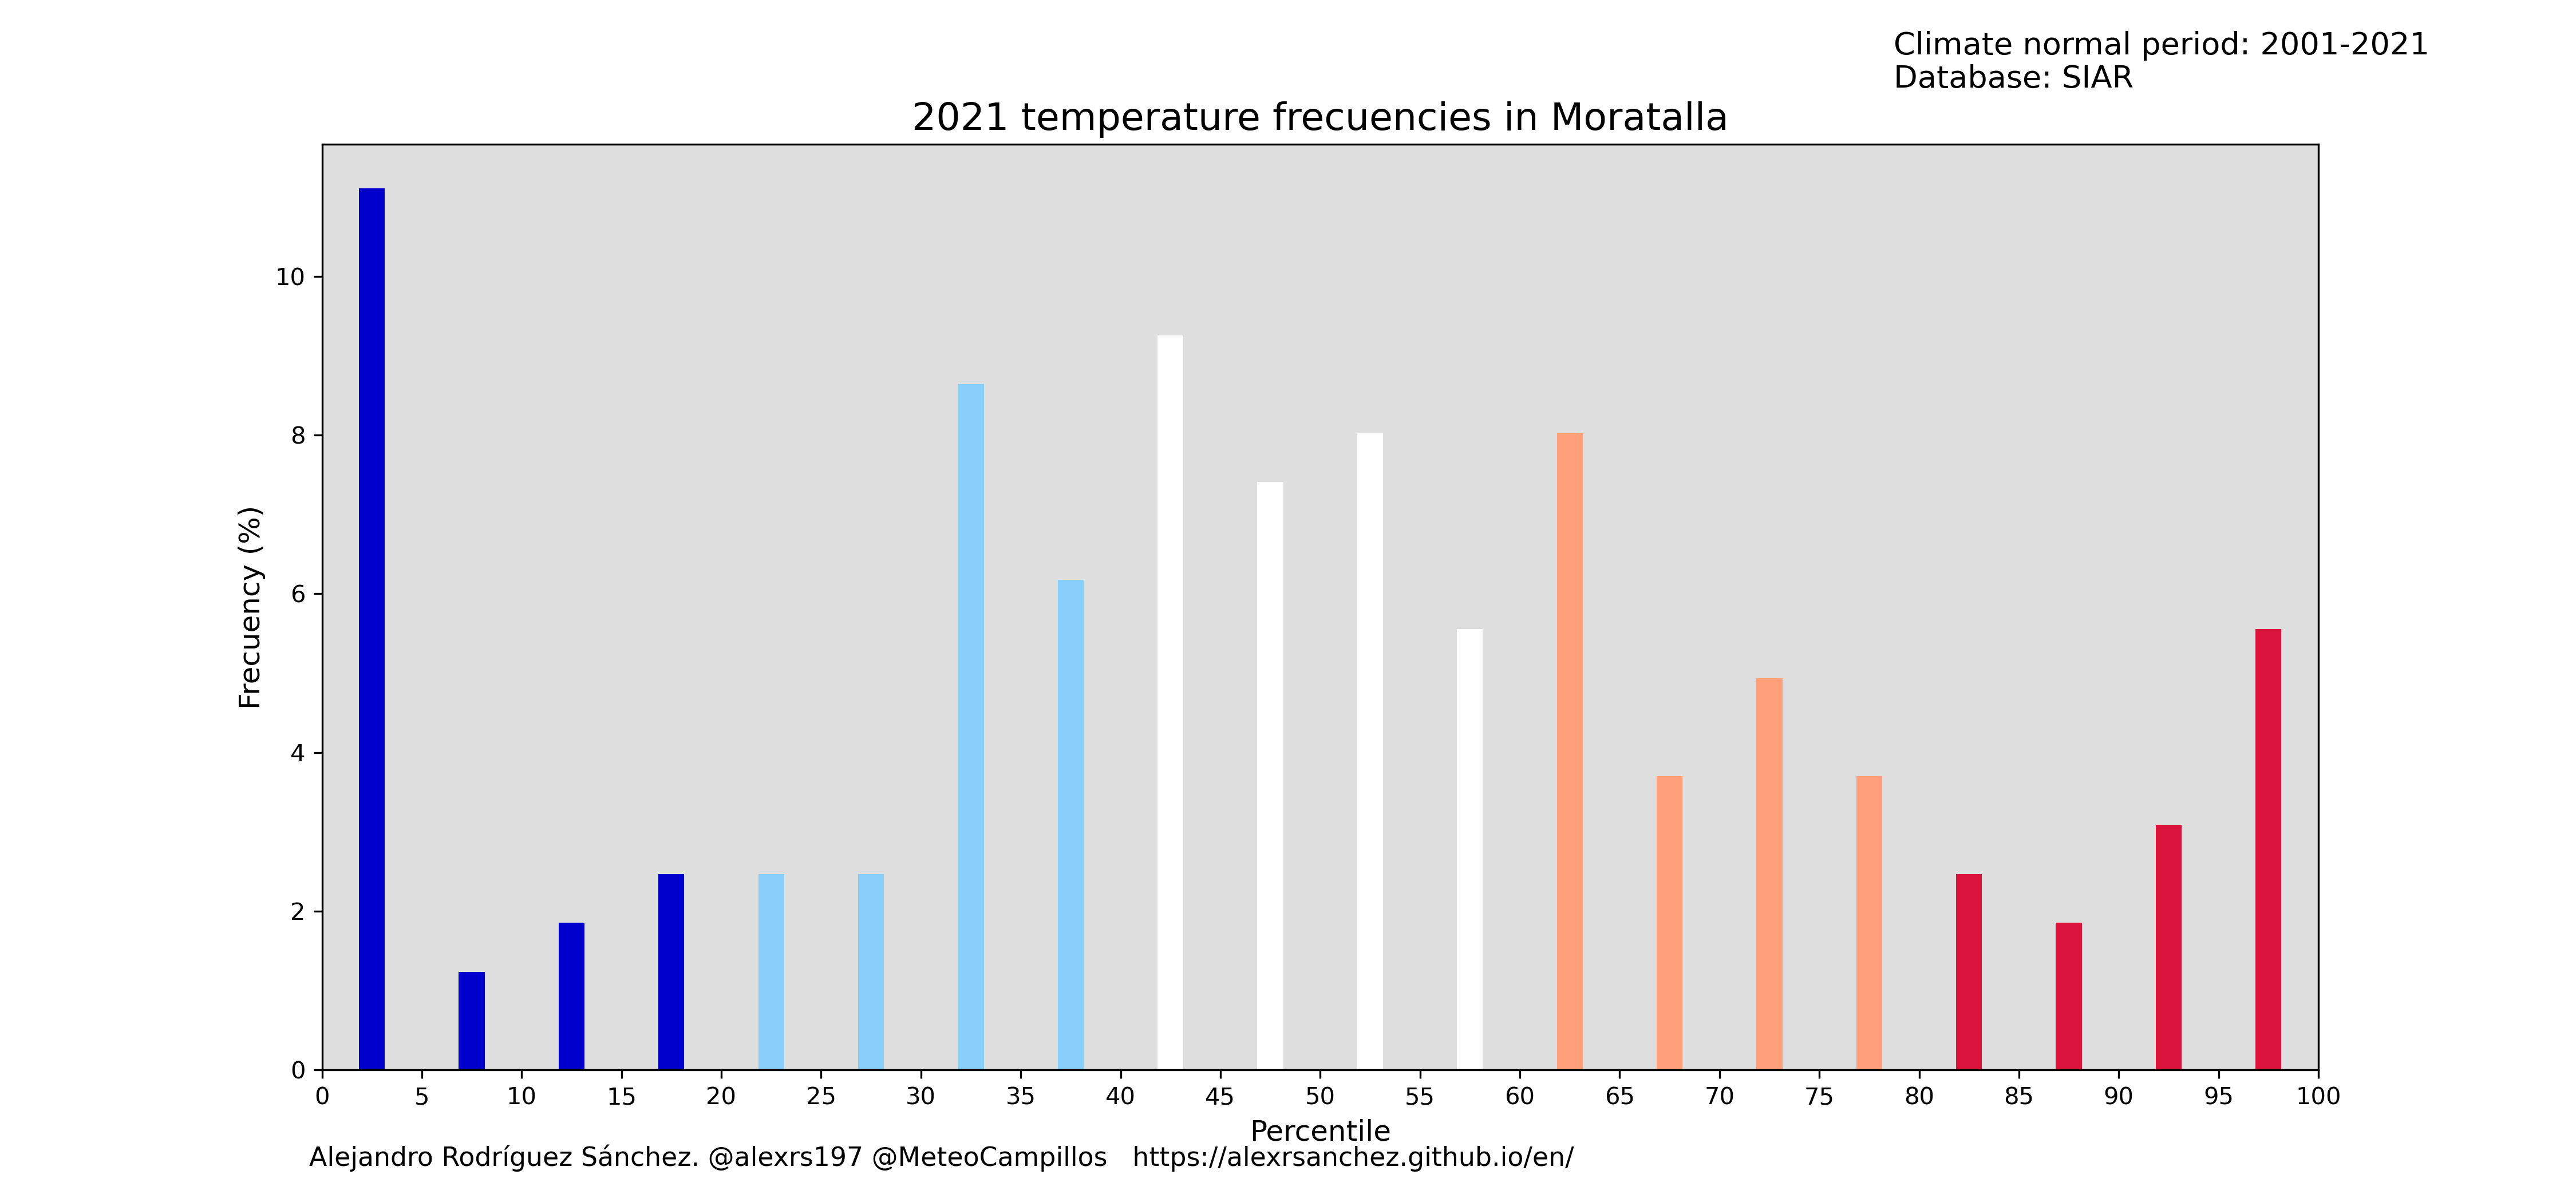 Climate normal period: 2001-2021
Database: SIAR
2021 temperature frecuencies in Moratalla
Frecuency (%)
10
8
6
4
2
0
0 5 10 15 20 25 30 35 40 45 50 55 60 65 70 75 80 85 90 95 100
Percentile
Alejandro Rodríguez Sánchez. @alexrs197 @MeteoCampillos https://alexrsanchez.github.io/en/